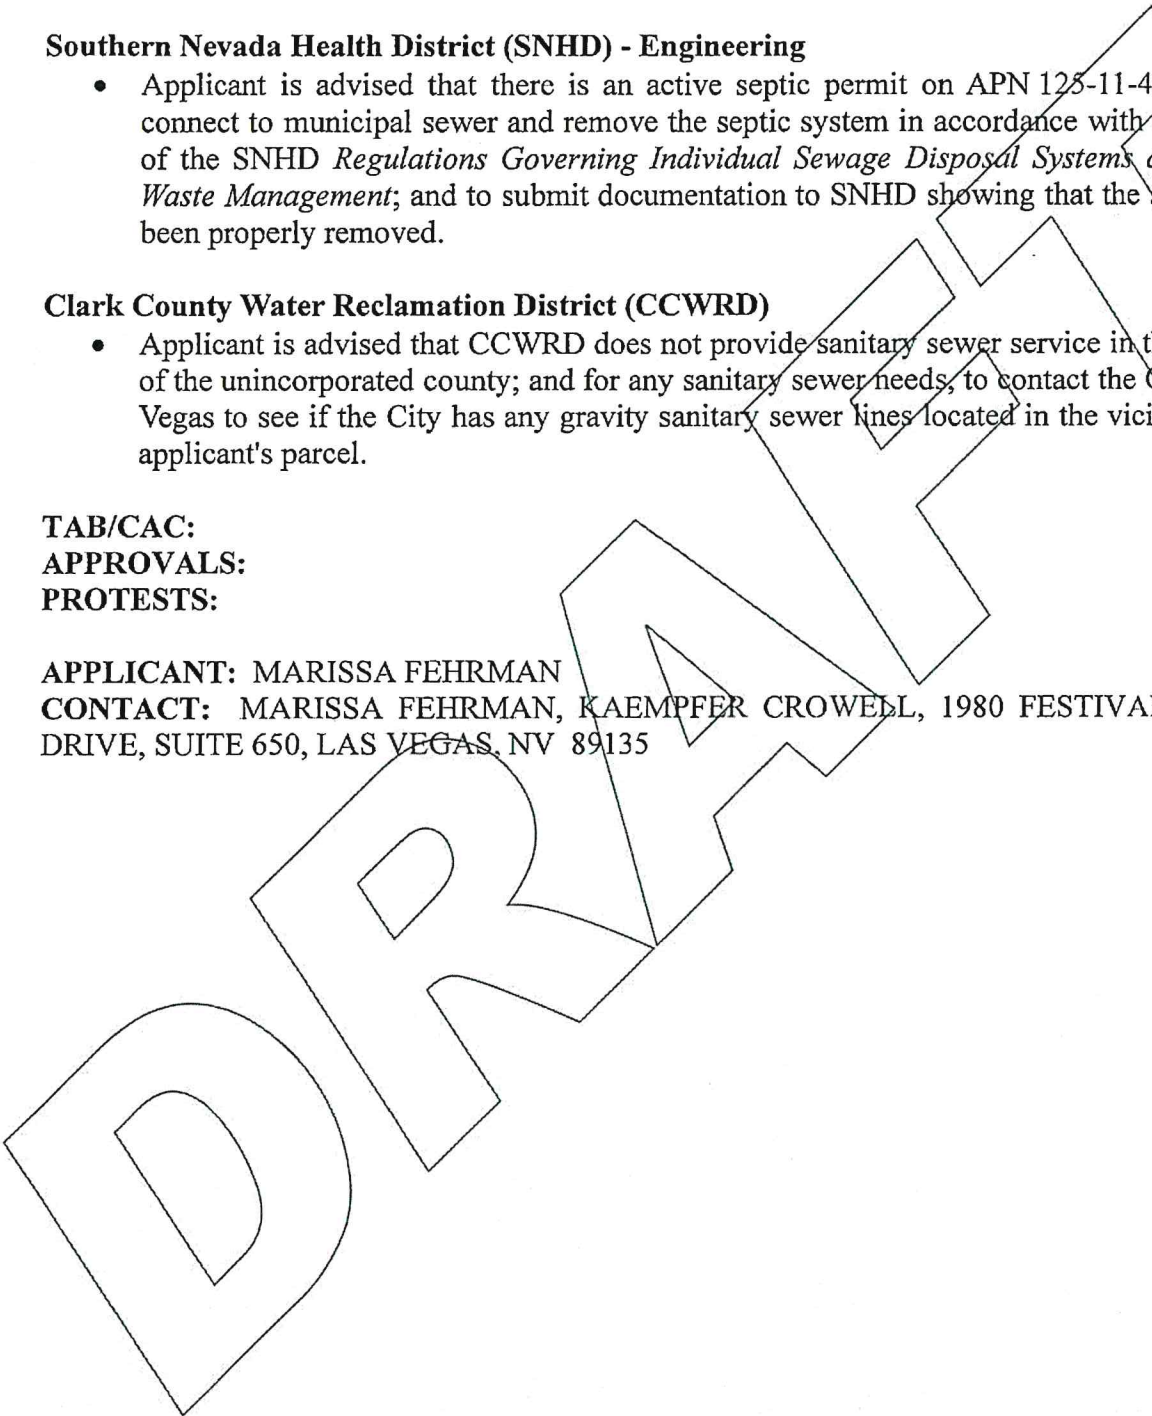 Southern Nevada Health District (SNHD) - Engineering
• Applicant is advised that there is an active septic permit on APN 125-11-4
connect to municipal sewer and remove the septic system in accordance with
of the SNHD Regulations Governing Individual Sewage Disposal Systems
Waste Management; and to submit documentation to SNHD showing that the
been properly removed.
Clark County Water Reclamation District (CCWRD)
• Applicant is advised that CCWRD does not provide sanitary sewer service in
of the unincorporated county; and for any sanitary sewer needs, to contact the
Vegas to see if the City has any gravity sanitary sewer lines located in the
applicant's parcel.
TAB/CAC:
APPROVALS:
PROTESTS:
APPLICANT: MARISSA FEHRMAN
CONTACT: MARISSA FEHRMAN, KAEMPFER CROWELL, 1980 FESTIVAL
DRIVE, SUITE 650, LAS VEGAS, NV 89135
DRAFT